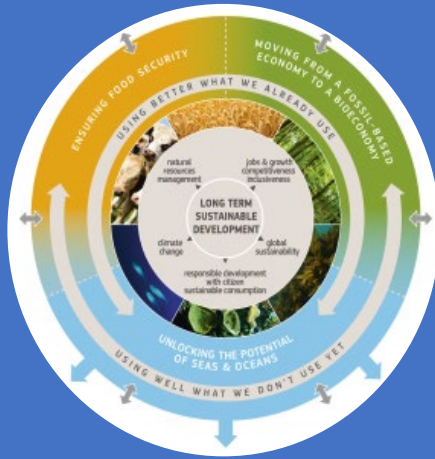 ENSURING FOOD SECURITY
MOVING FROM A FOSSIL-BASED
ECONOMY TO A BIOECONOMY
USING BETTER WHAT WE ALREADY USE
natural
resources
management
jobs & growth
competitiveness
inclusiveness
LONG TERM
SUSTAINABLE
DEVELOPMENT
climate
change
global
sustainability
responsible development
with citizen
sustainable consumption
UNLOCKING THE POTENTIAL
OF SEAS & OCEANS
USING WELL WHAT WE DON'T USE YET